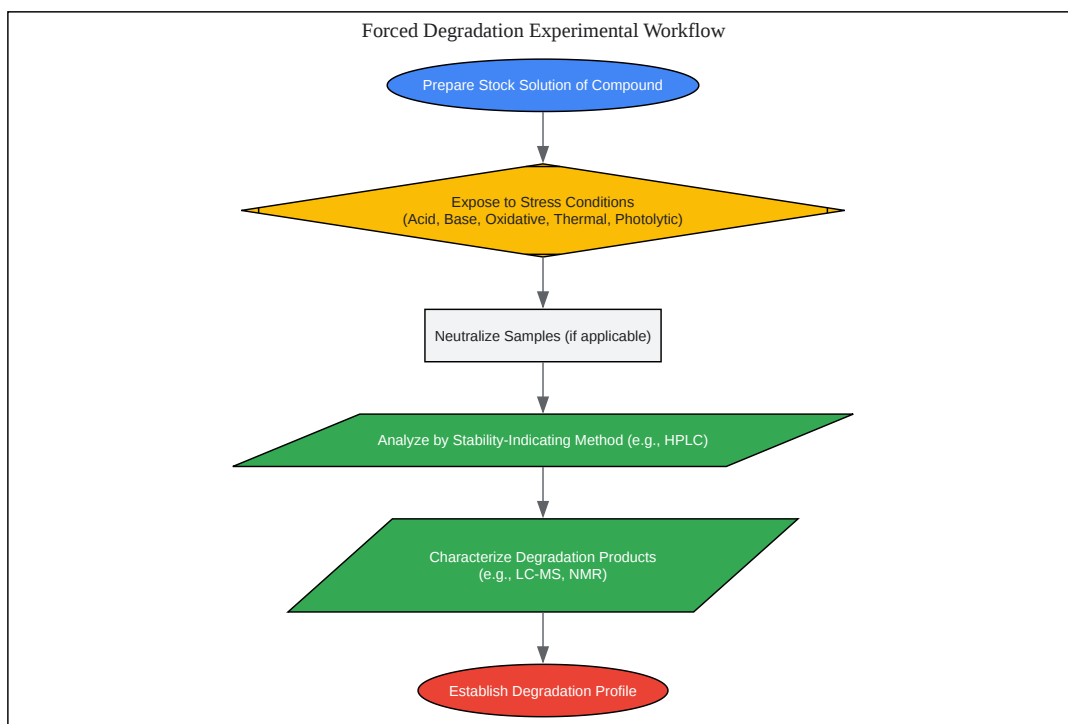 Forced Degradation Experimental Workflow
Prepare Stock Solution of Compound
Expose to Stress Conditions
(Acid, Base, Oxidative, Thermal, Photolytic)
Neutralize Samples (if applicable)
Analyze by Stability-Indicating Method (e.g., HPLC)
Characterize Degradation Products
(e.g., LC-MS, NMR)
Establish Degradation Profile